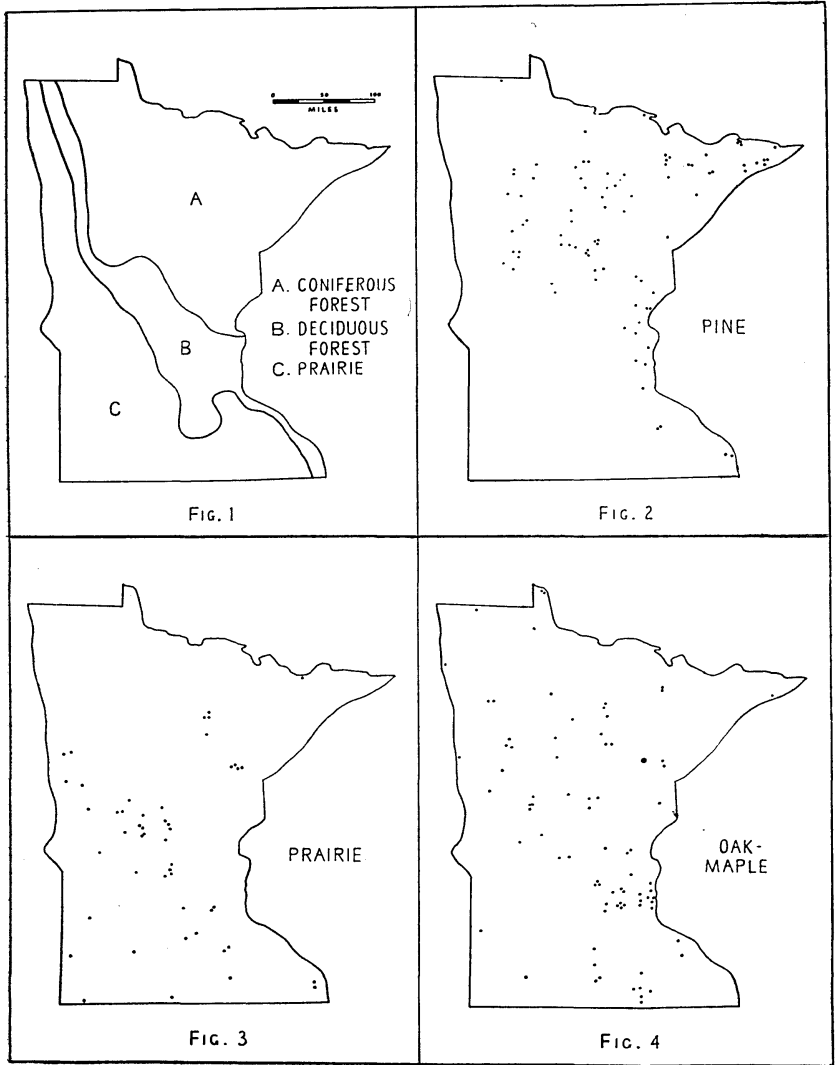 0 50 100
MILES
A
A. CONIFEROUS
FOREST
B. DECIDUOUS
FOREST
C. PRAIRIE
B
C
FIG. 1
PINE
FIG. 2
PRAIRIE
FIG. 3
OAK-
MAPLE
FIG. 4